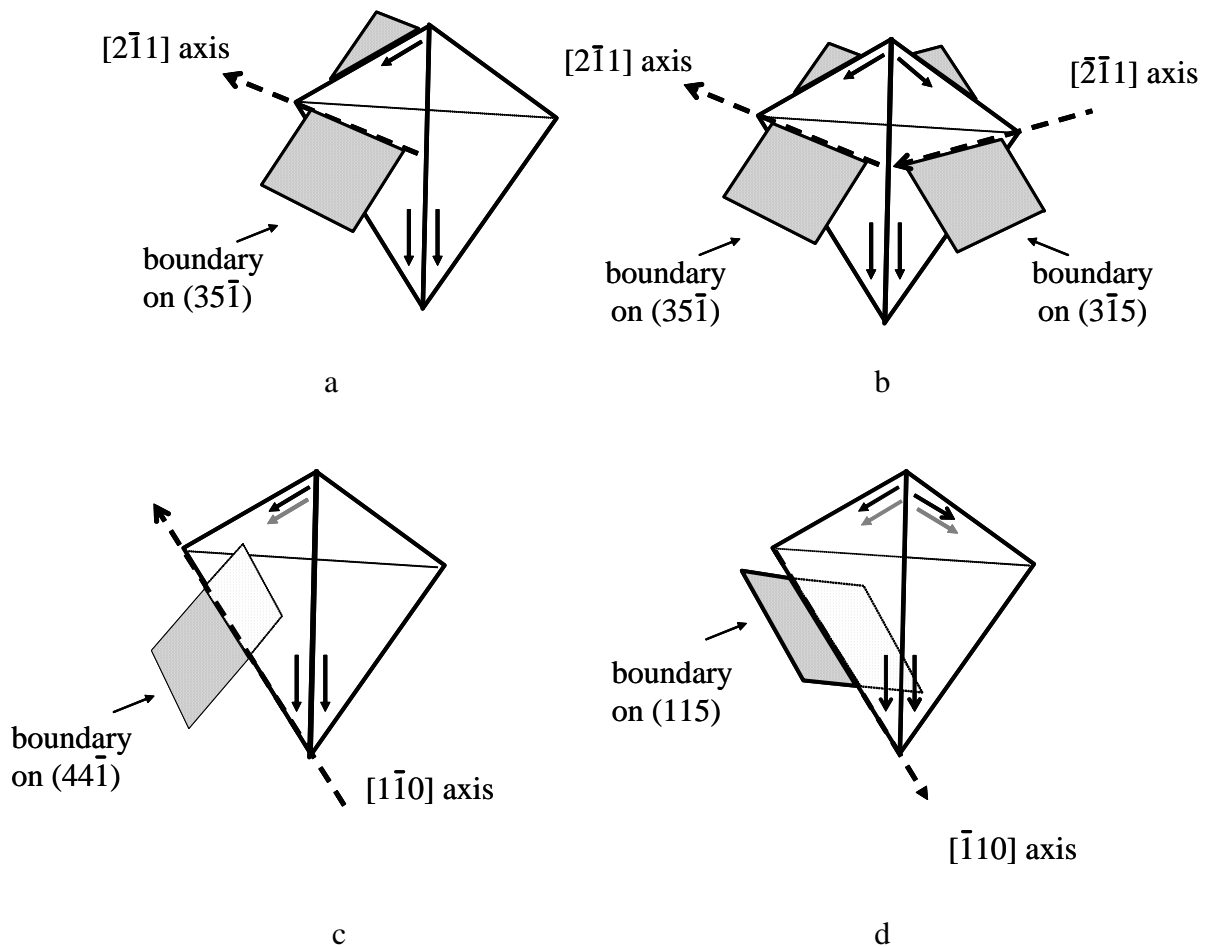 [2̄11] axis
[2̄11] axis
[2̄1̄1] axis
boundary
on (351̄)
boundary
on (351̄)
boundary
on (31̄5)
a
b
boundary
on (441̄)
[11̄0] axis
boundary
on (115)
[1̄10] axis
c
d